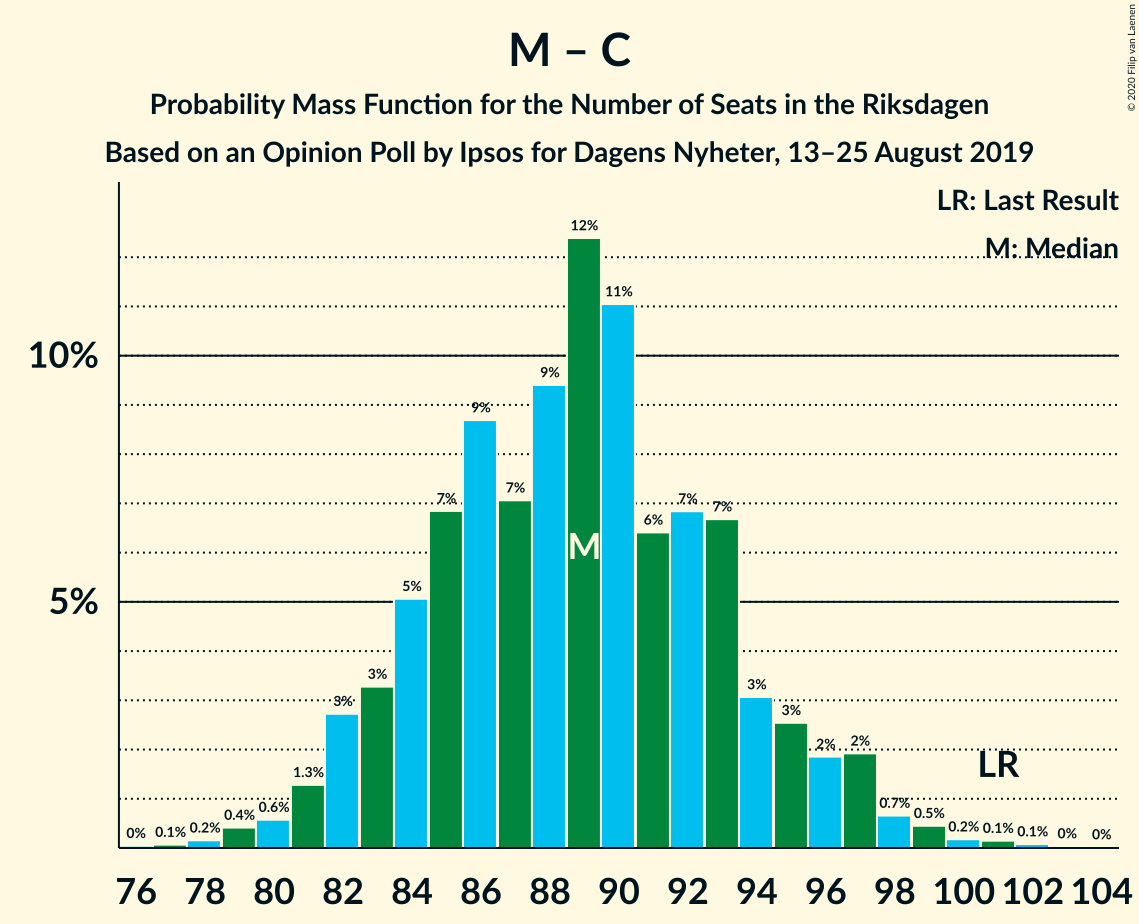 M – C
Probability Mass Function for the Number of Seats in the Riksdagen
Based on an Opinion Poll by Ipsos for Dagens Nyheter, 13–25 August 2019
© 2020 Filip van Laenen
LR: Last Result
M: Median
10%
5%
0% 0.1% 0.2% 0.4% 0.6% 1.3% 3% 3% 5% 7% 9% 7% 9% 12% 11% 6% 7% 7% 3% 3% 2% 2% 0.7% 0.5% 0.2% 0.1% 0.1% 0% 0%
M
LR
76 78 80 82 84 86 88 90 92 94 96 98 100 102 104